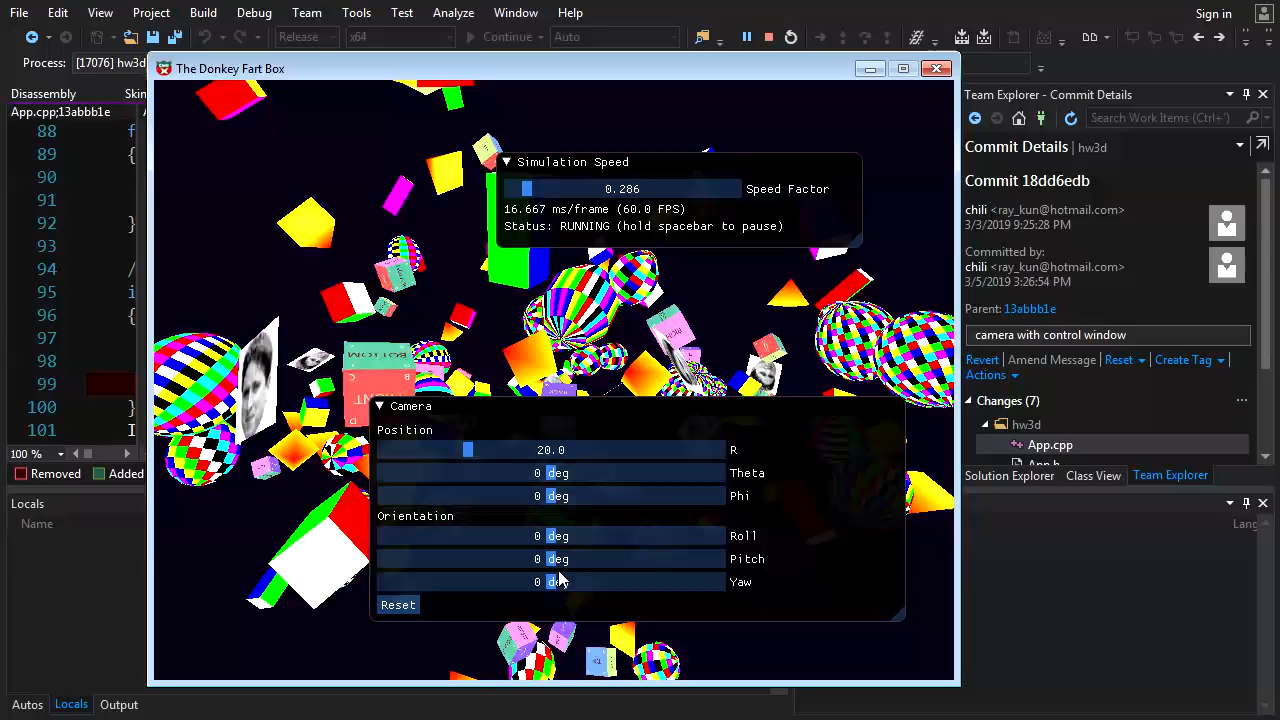 File Edit View Project Build Debug Team Tools Test Analyze Window Help Sign in
Release x64 Continue Auto
Process: [17076] hw3d
The Donkey Fart Box
Disassembly
App.cpp;13abbb1e
88 f
89 {
90
91
92 }
93
94 /
95 i
96 {
97
98
99
100 }
101 I
100 %
Removed Added
Simulation Speed
0.286 Speed Factor
16.667 ms/frame (60.0 FPS)
Status: RUNNING (hold spacebar to pause)
BOTTOM
FRONT
Camera
Position
20.0 R
0 deg Theta
0 deg Phi
Orientation
0 deg Roll
0 deg Pitch
0 Yaw
Reset
Team Explorer - Commit Details
Search Work Items (Ctrl+')
Commit Details hw3d
Commit 18dd6edb
chili <ray_kun@hotmail.com>
3/3/2019 9:25:28 PM
Committed by:
chili <ray_kun@hotmail.com>
3/5/2019 3:26:54 PM
Parent: 13abbb1e
camera with control window
Revert Amend Message Reset Create Tag
Actions
Changes (7)
hw3d
App.cpp
Solution Explorer Class View Team Explorer
Locals
Name
Autos Locals Output